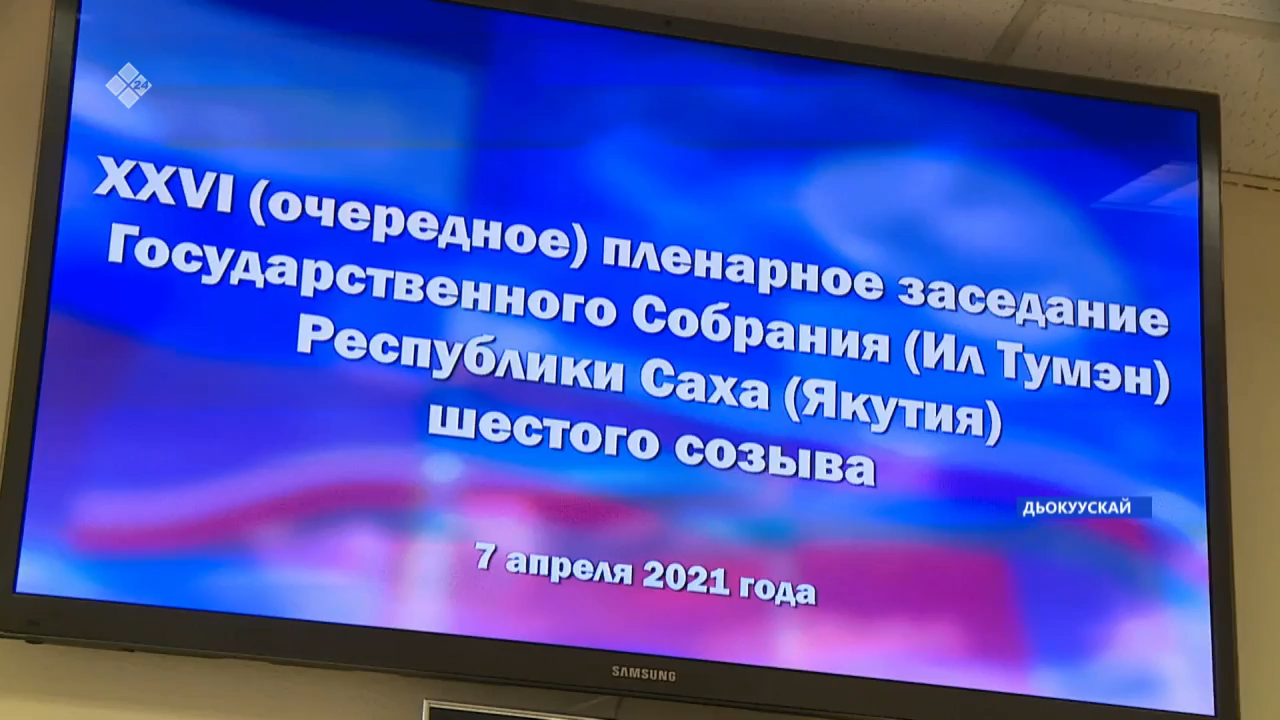 24
XXVI (очередное) пленарное заседание
Государственного Собрания (Ил Тумэн)
Республики Саха (Якутия)
шестого созыва
ДЬОКУУСКАЙ
7 апреля 2021 года
SAMSUNG